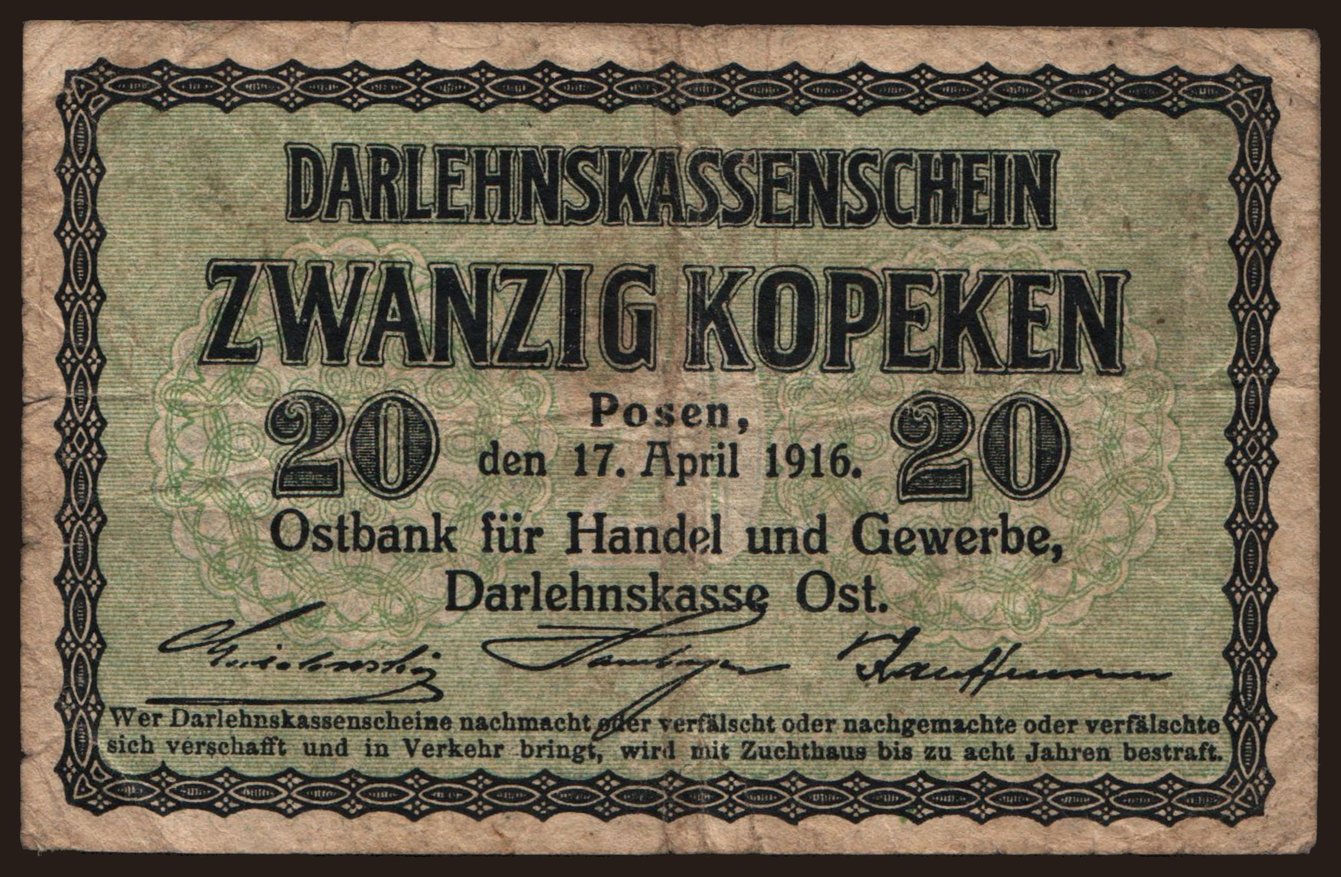 DARLEHNSKASSENSCHEIN
ZWANZIG KOPEKEN
20 Posen, 20
den 17. April 1916.
Ostbank für Handel und Gewerbe,
Darlehnskasse Ost.
Kauffmann
Wer Darlehnskassenscheine nachmacht oder verfälscht oder nachgemachte oder verfälschte
sich verschafft und in Verkehr bringt, wird mit Zuchthaus bis zu acht Jahren bestraft.